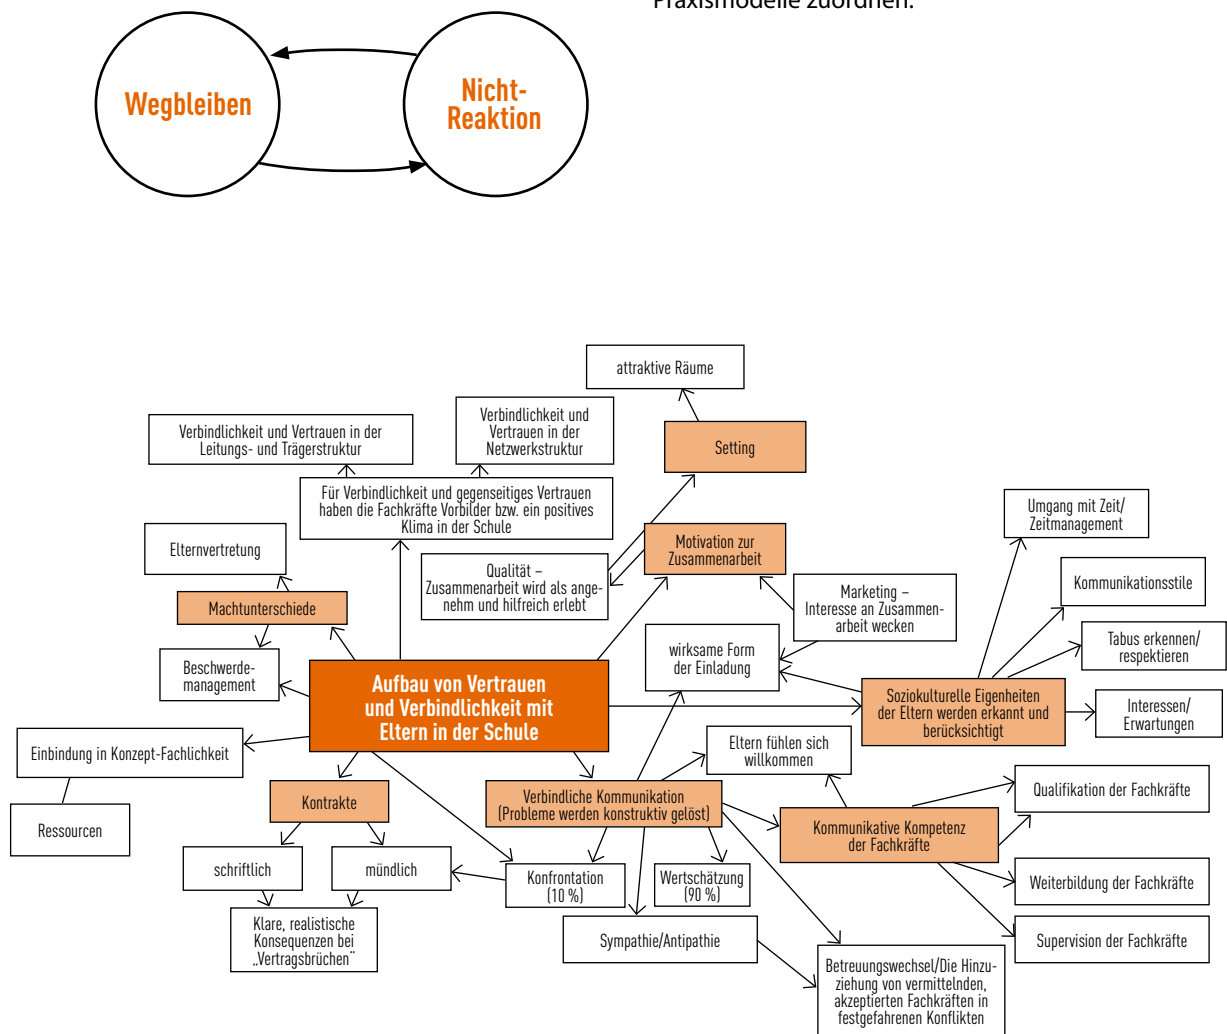 Praxismodelle zuordnen.
Wegbleiben
Nicht-
Reaktion
attraktive Räume
Verbindlichkeit und Vertrauen in der
Leitungs- und Trägerstruktur
Verbindlichkeit und
Vertrauen in der
Netzwerkstruktur
Setting
Für Verbindlichkeit und gegenseitiges Vertrauen
haben die Fachkräfte Vorbilder bzw. ein positives
Klima in der Schule
Umgang mit Zeit/
Zeitmanagement
Elternvertretung
Qualität –
Zusammenarbeit wird als ange-
nehm und hilfreich erlebt
Motivation zur
Zusammenarbeit
Marketing –
Interesse an Zusammen-
arbeit wecken
Kommunikationsstile
Machtunterschiede
Beschwerde-
management
wirksame Form
der Einladung
Tabus erkennen/
respektieren
Aufbau von Vertrauen
und Verbindlichkeit mit
Eltern in der Schule
Soziokulturelle Eigenheiten
der Eltern werden erkannt und
berücksichtigt
Interessen/
Erwartungen
Einbindung in Konzept-Fachlichkeit
Eltern fühlen sich
willkommen
Kontrakte
Verbindliche Kommunikation
(Probleme werden konstruktiv gelöst)
Qualifikation der Fachkräfte
Ressourcen
Kommunikative Kompetenz
der Fachkräfte
schriftlich
mündlich
Konfrontation
(10 %)
Wertschätzung
(90 %)
Weiterbildung der Fachkräfte
Klare, realistische
Konsequenzen bei
„Vertragsbrüchen“
Sympathie/Antipathie
Supervision der Fachkräfte
Betreuungswechsel/Die Hinzu-
ziehung von vermittelnden,
akzeptierten Fachkräften in
festgefahrenen Konflikten